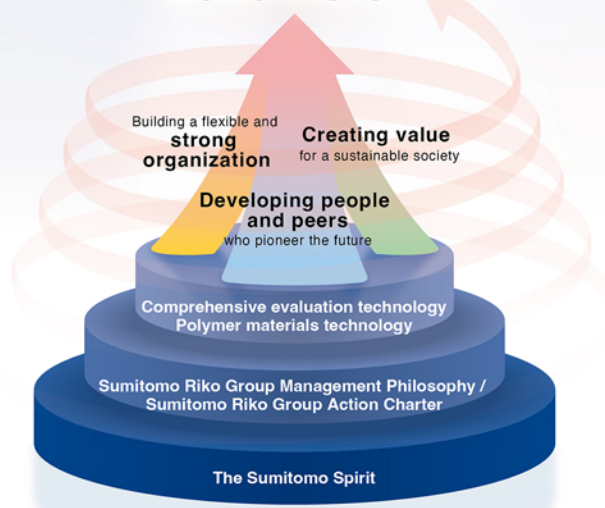 Building a flexible and
strong
organization
Creating value
for a sustainable society
Developing people
and peers
who pioneer the future
Comprehensive evaluation technology
Polymer materials technology
Sumitomo Riko Group Management Philosophy /
Sumitomo Riko Group Action Charter
The Sumitomo Spirit